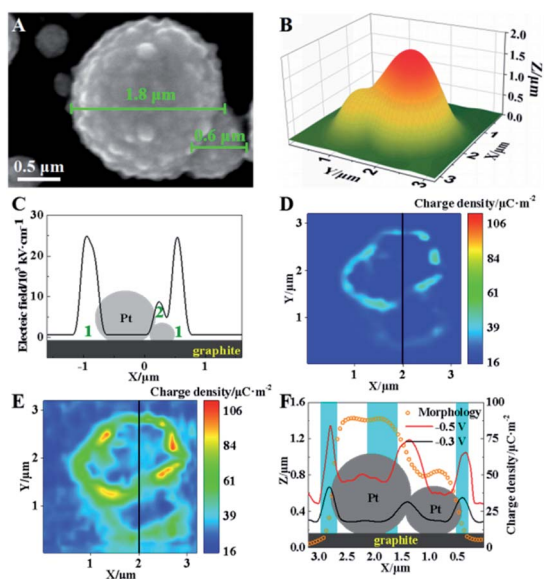 A
1.8 μm
0.6 μm
0.5 μm
B
2.0
1.5
1.0
0.5
0.0
Z/μm
1
2
3
Y/μm
1
2
3
X/μm
C
30
25
20
15
10
5
0
Electeic field/10³ kV·cm⁻¹
1
Pt
2
1
graphite
-1
0
1
X/μm
D
Charge density/μC·m⁻²
106
84
61
39
16
3
2
1
0
Y/μm
0
1
2
3
X/μm
E
Charge density/μC·m⁻²
106
84
61
39
16
3
2
1
0
Y/μm
0
1
2
3
X/μm
F
1.6
1.2
0.8
0.4
0.0
Z/μm
Morphology
-0.5 V
-0.3 V
Pt
Pt
graphite
100
75
50
25
0
Charge density/μC·m⁻²
3.0
2.5
2.0
1.5
1.0
0.5
X/μm